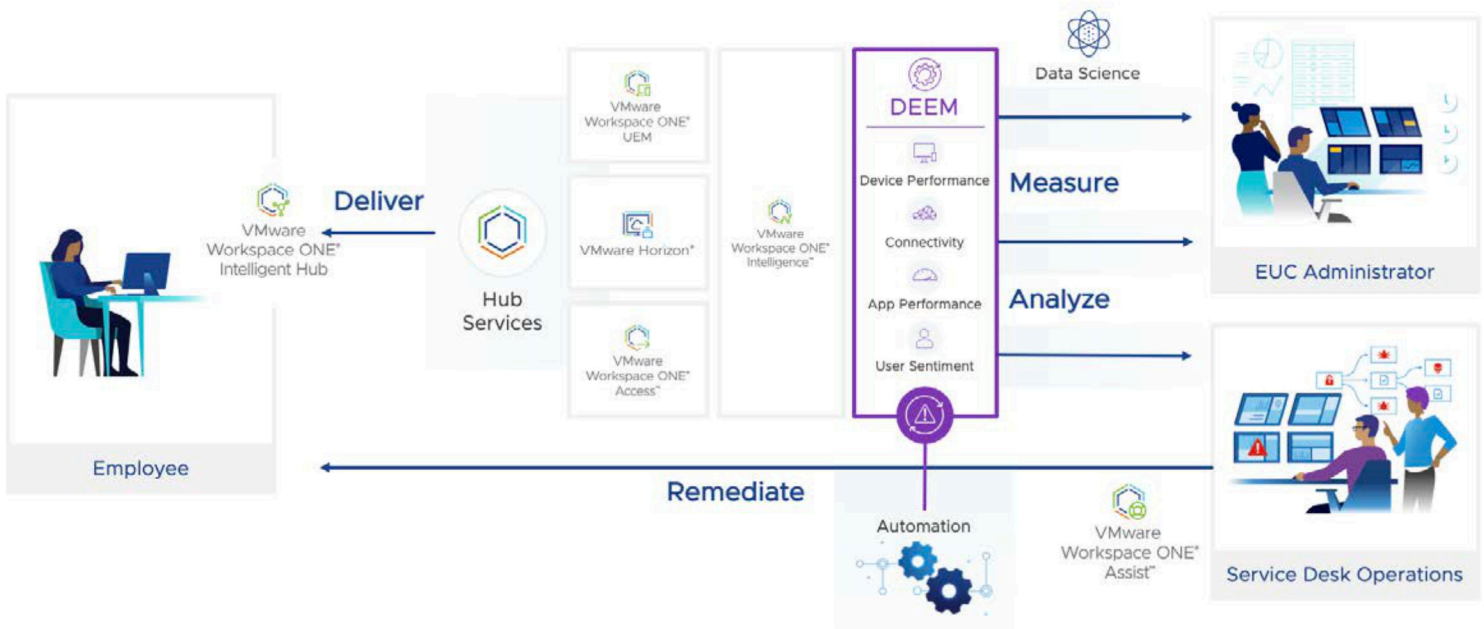 VMware
Workspace ONE®
Intelligent Hub
Employee
Deliver
Hub
Services
VMware
Workspace ONE®
UEM
VMware Horizon®
VMware
Workspace ONE®
Access™
VMware
Workspace ONE®
Intelligence™
DEEM
Device Performance
Connectivity
App Performance
User Sentiment
Data Science
Measure
Analyze
EUC Administrator
Remediate
Automation
VMware
Workspace ONE®
Assist™
Service Desk Operations